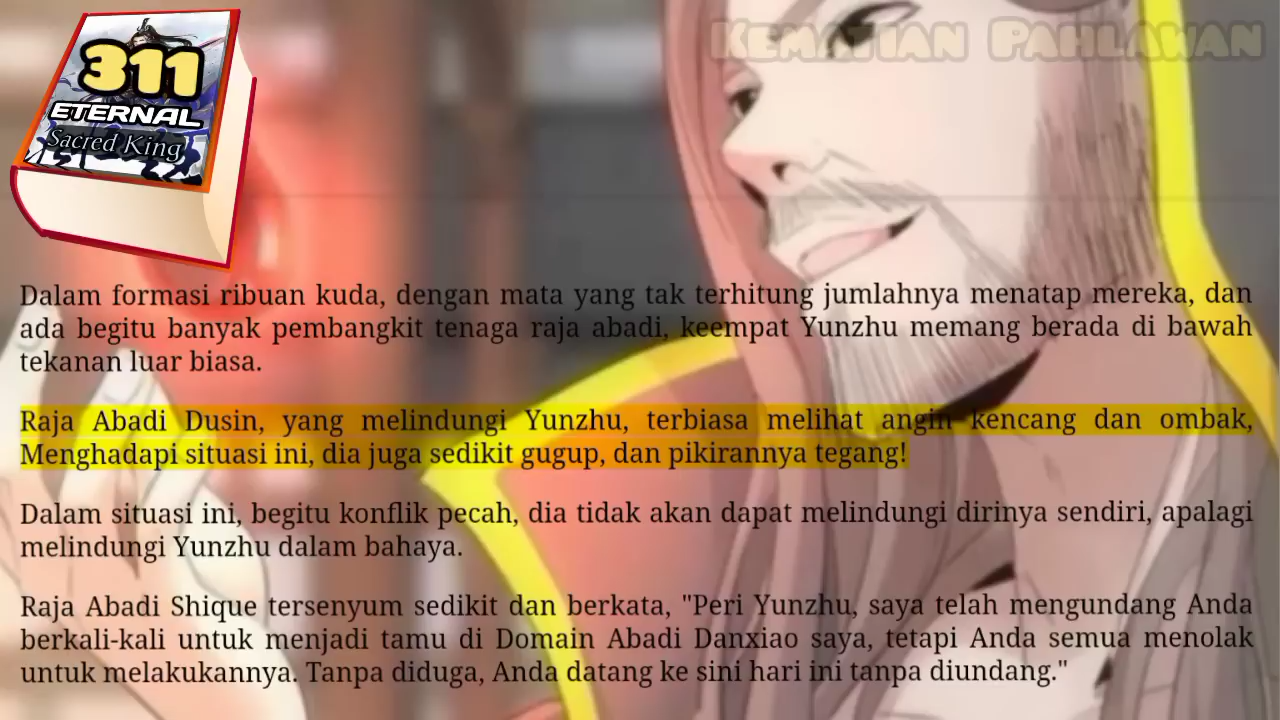 Kematian Pahlawan
311
ETERNAL
Sacred King
Dalam formasi ribuan kuda, dengan mata yang tak terhitung jumlahnya menatap mereka, dan
ada begitu banyak pembangkit tenaga raja abadi, keempat Yunzhu memang berada di bawah
tekanan luar biasa.
Raja Abadi Dusin, yang melindungi Yunzhu, terbiasa melihat angin kencang dan ombak,
Menghadapi situasi ini, dia juga sedikit gugup, dan pikirannya tegang!
Dalam situasi ini, begitu konflik pecah, dia tidak akan dapat melindungi dirinya sendiri, apalagi
melindungi Yunzhu dalam bahaya.
Raja Abadi Shique tersenyum sedikit dan berkata, "Peri Yunzhu, saya telah mengundang Anda
berkali-kali untuk menjadi tamu di Domain Abadi Danxiao saya, tetapi Anda semua menolak
untuk melakukannya. Tanpa diduga, Anda datang ke sini hari ini tanpa diundang."